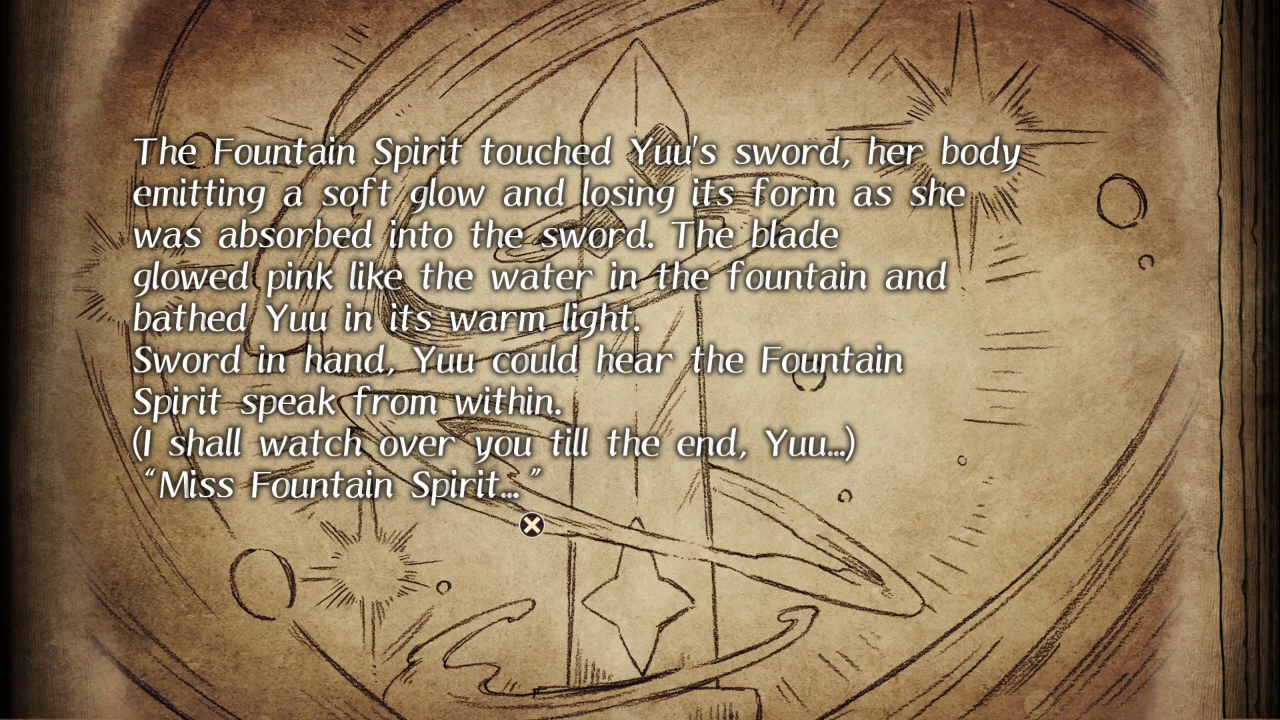 The Fountain Spirit touched Yuu's sword, her body
emitting a soft glow and losing its form as she
was absorbed into the sword. The blade
glowed pink like the water in the fountain and
bathed Yuu in its warm light.
Sword in hand, Yuu could hear the Fountain
Spirit speak from within.
(I shall watch over you till the end, Yuu...)
“Miss Fountain Spirit...”